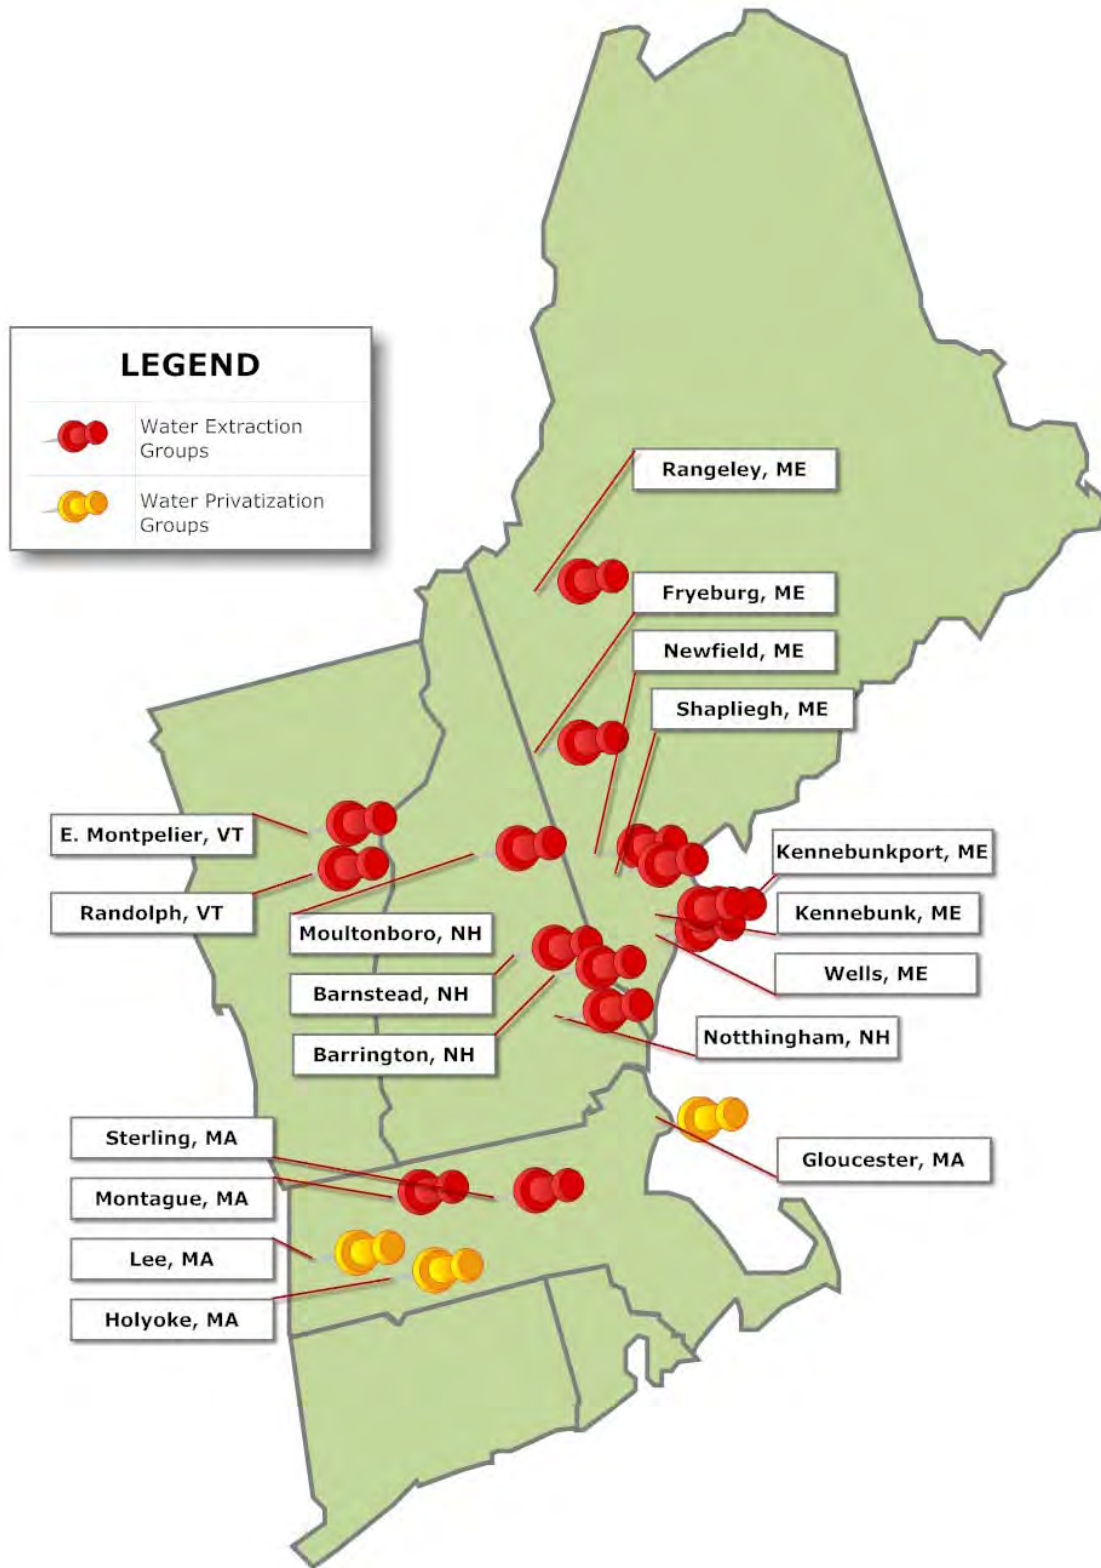 LEGEND
Water Extraction
Groups
Water Privatization
Groups
Rangeley, ME
Fryeburg, ME
Newfield, ME
Shapliegh, ME
E. Montpelier, VT
Kennebunkport, ME
Randolph, VT
Kennebunk, ME
Moultonboro, NH
Wells, ME
Barnstead, NH
Notthingham, NH
Barrington, NH
Sterling, MA
Gloucester, MA
Montague, MA
Lee, MA
Holyoke, MA